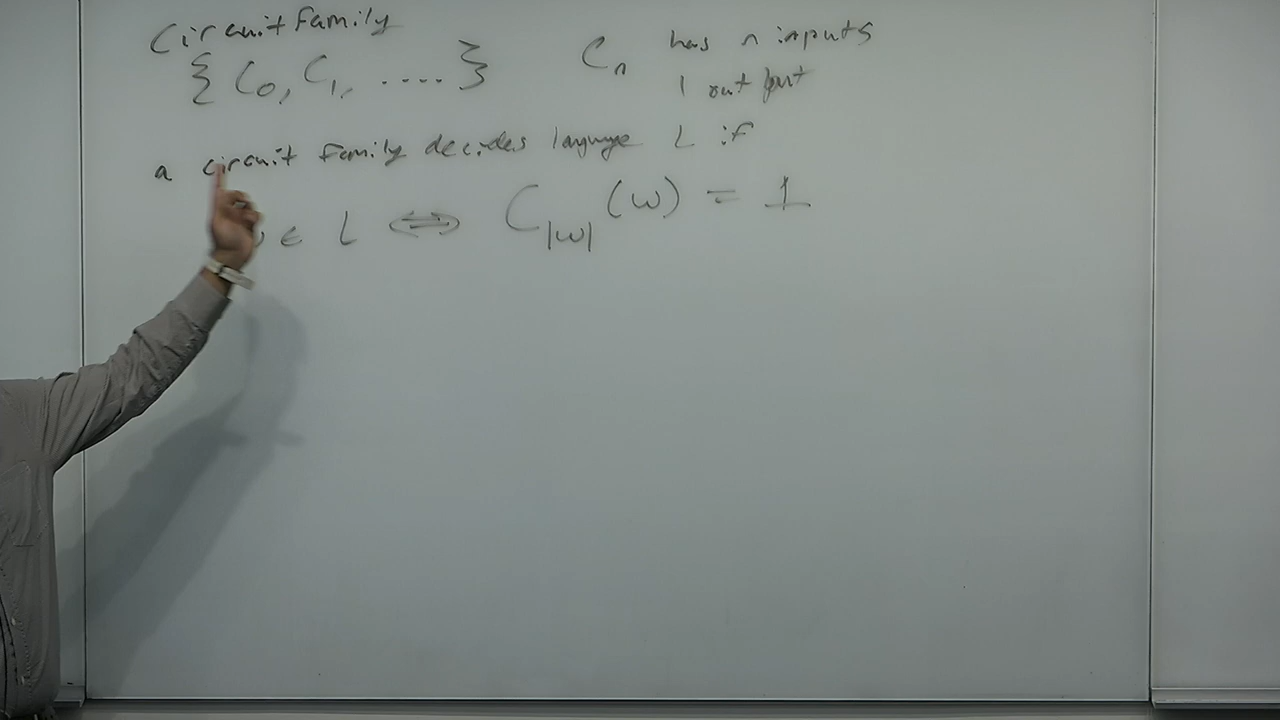 Circuit Family
{ C₀, C₁, ..... } Cₙ has n inputs
1 output
a circuit family decides language L if
∈ L ⟺ C|w| (w) = 1